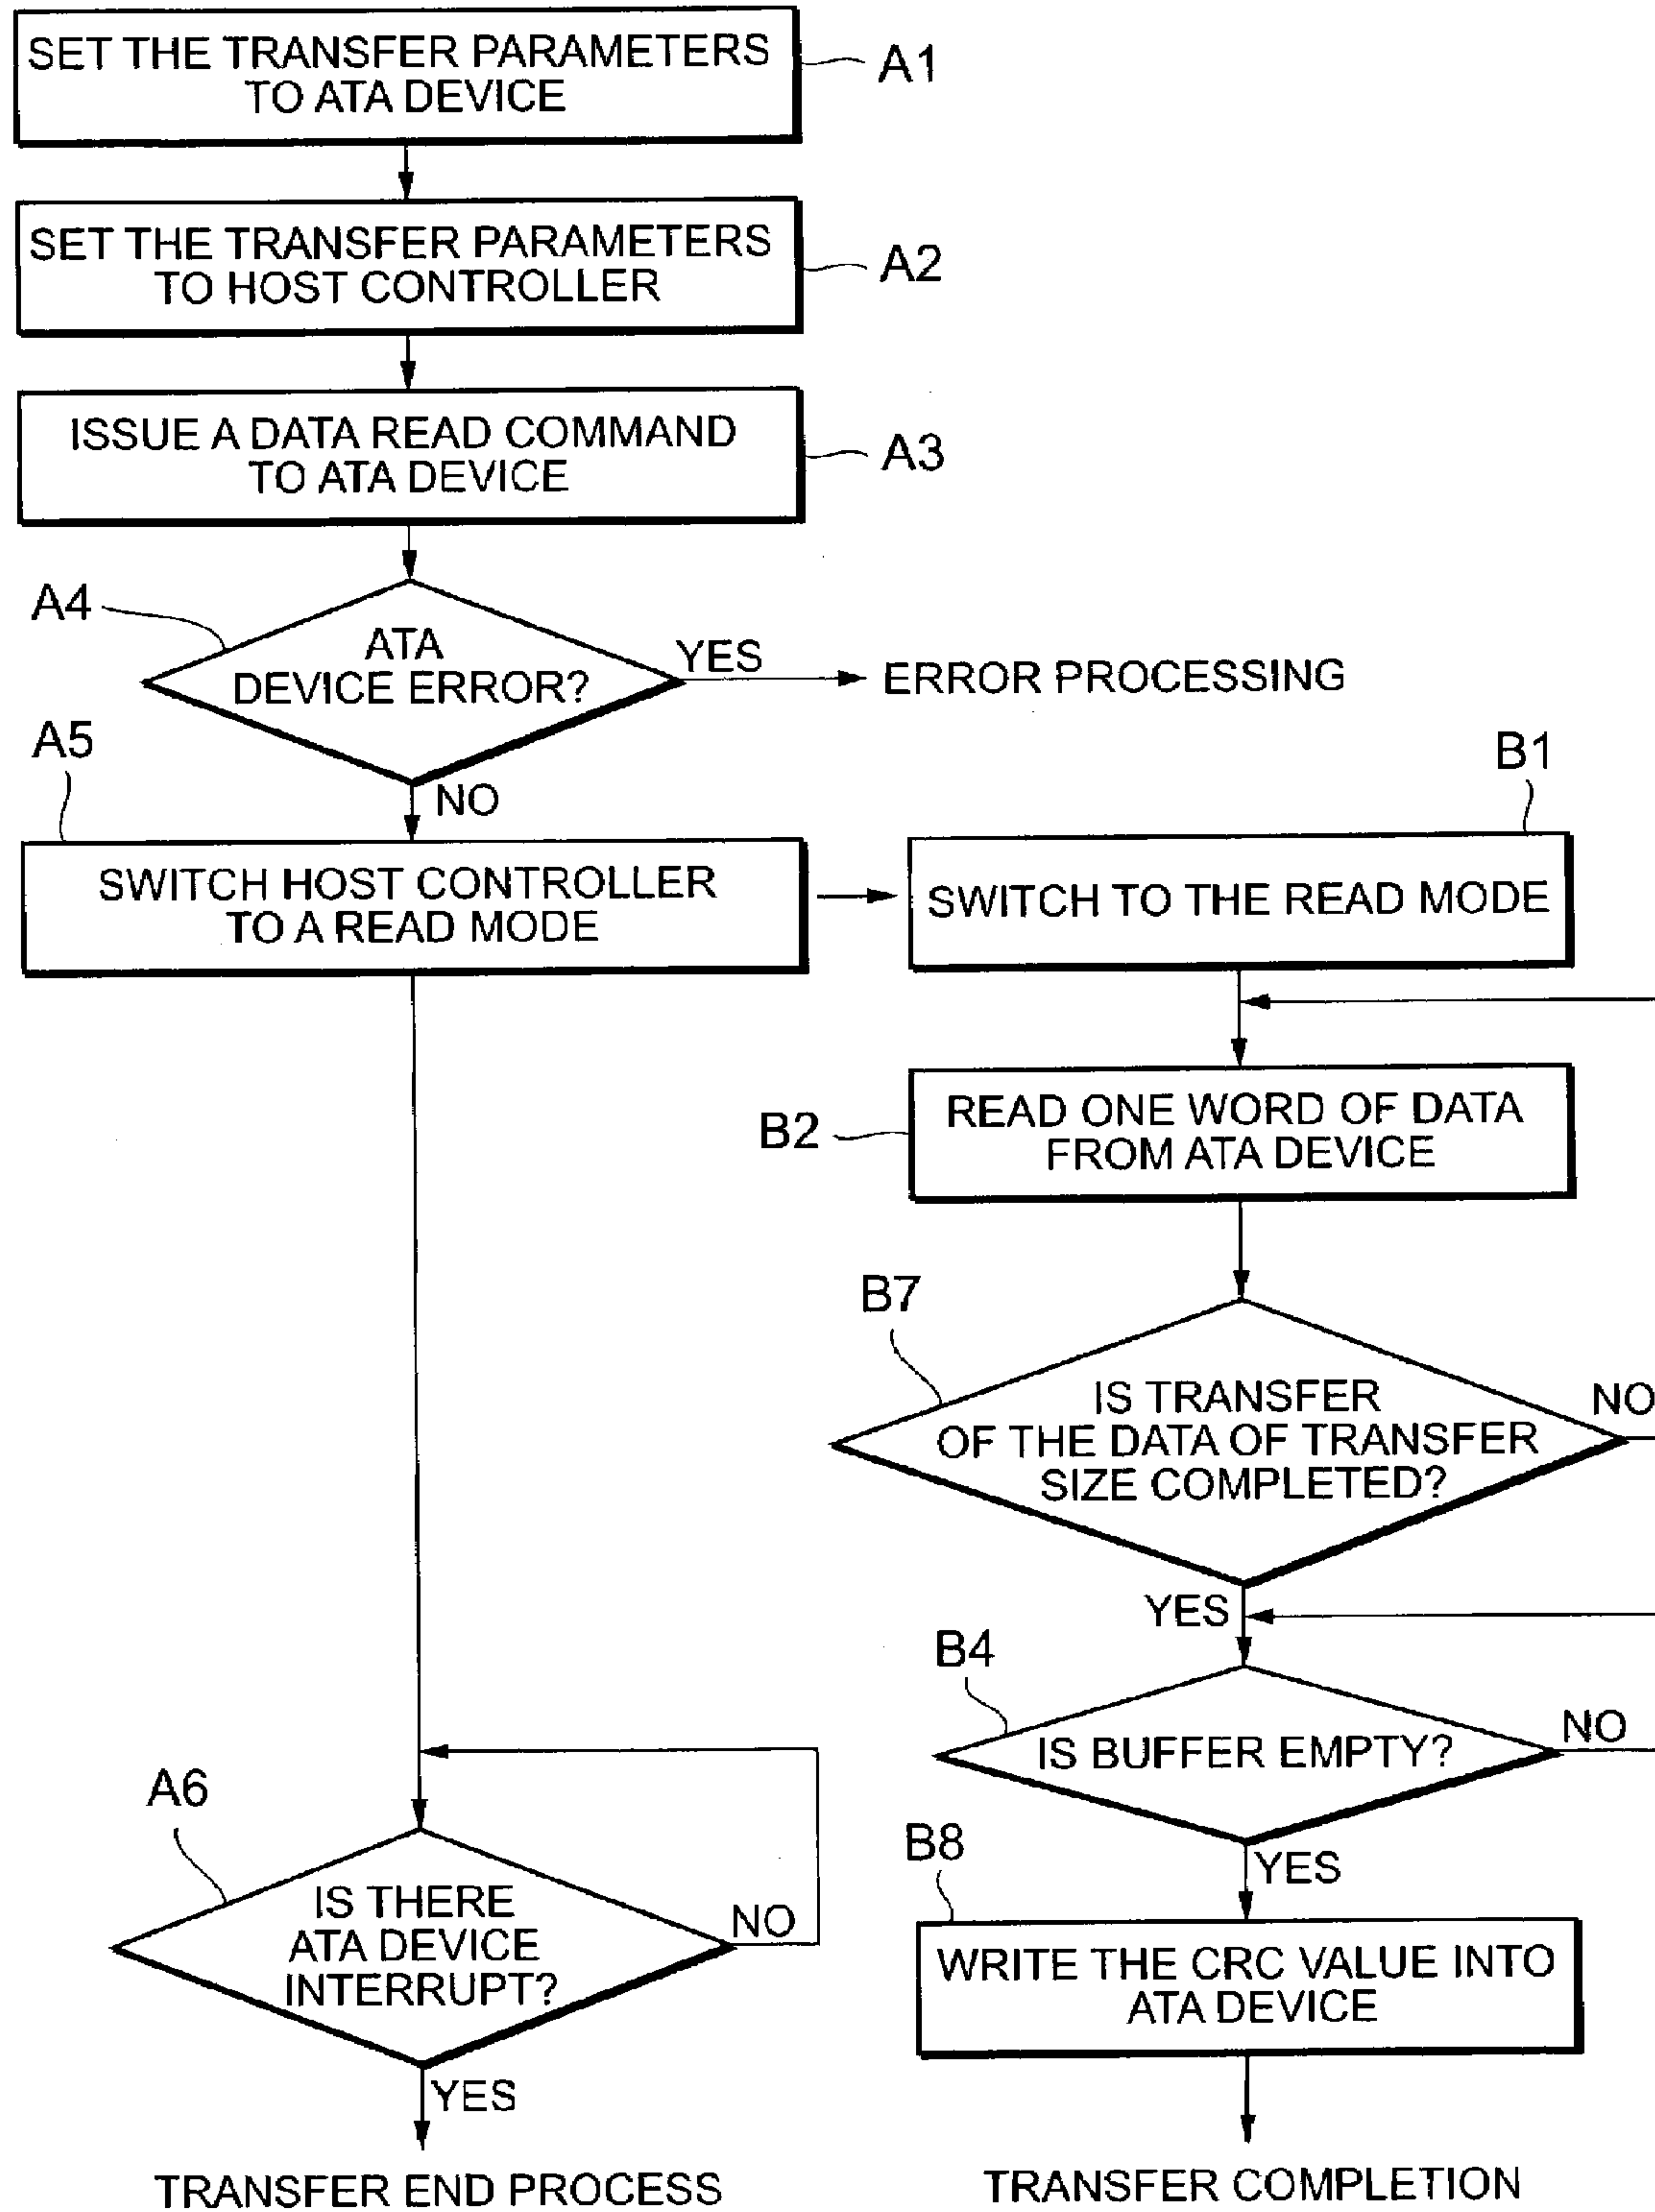 SET THE TRANSFER PARAMETERS
TO ATA DEVICE
A1
SET THE TRANSFER PARAMETERS
TO HOST CONTROLLER
A2
ISSUE A DATA READ COMMAND
TO ATA DEVICE
A3
A4
ATA
DEVICE ERROR?
YES
ERROR PROCESSING
NO
A5
SWITCH HOST CONTROLLER
TO A READ MODE
B1
SWITCH TO THE READ MODE
B2
READ ONE WORD OF DATA
FROM ATA DEVICE
B7
IS TRANSFER
OF THE DATA OF TRANSFER
SIZE COMPLETED?
NO
YES
B4
IS BUFFER EMPTY?
NO
YES
A6
IS THERE
ATA DEVICE
INTERRUPT?
NO
YES
B8
WRITE THE CRC VALUE INTO
ATA DEVICE
TRANSFER END PROCESS
TRANSFER COMPLETION